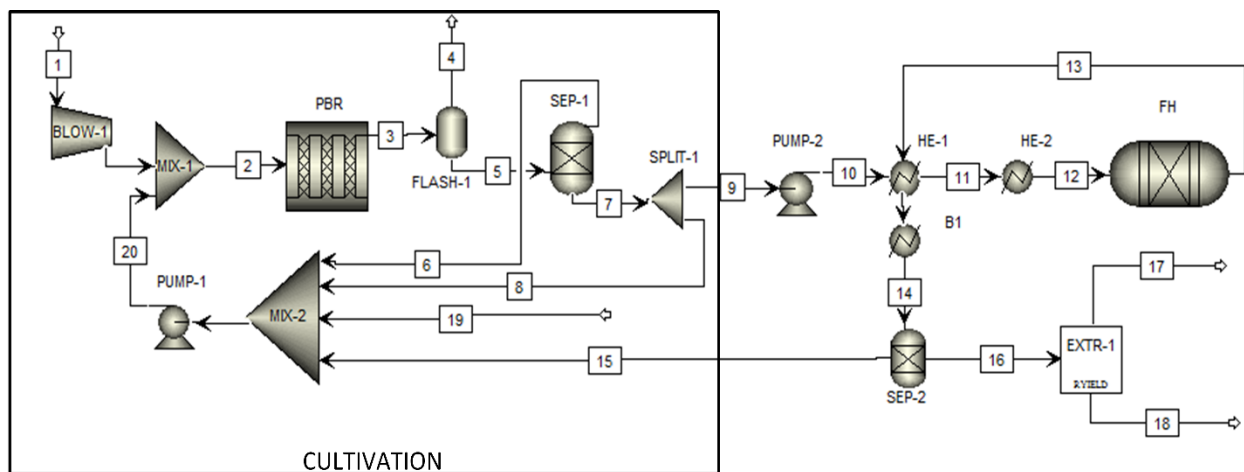 1
4
13
BLOW-1
PBR
SEP-1
FH
MIX-1
2
3
FLASH-1
5
7
SPLIT-1
9
PUMP-2
10
HE-1
11
HE-2
12
B1
20
PUMP-1
6
8
14
17
MIX-2
19
15
SEP-2
16
EXTR-1
RYIELD
18
CULTIVATION